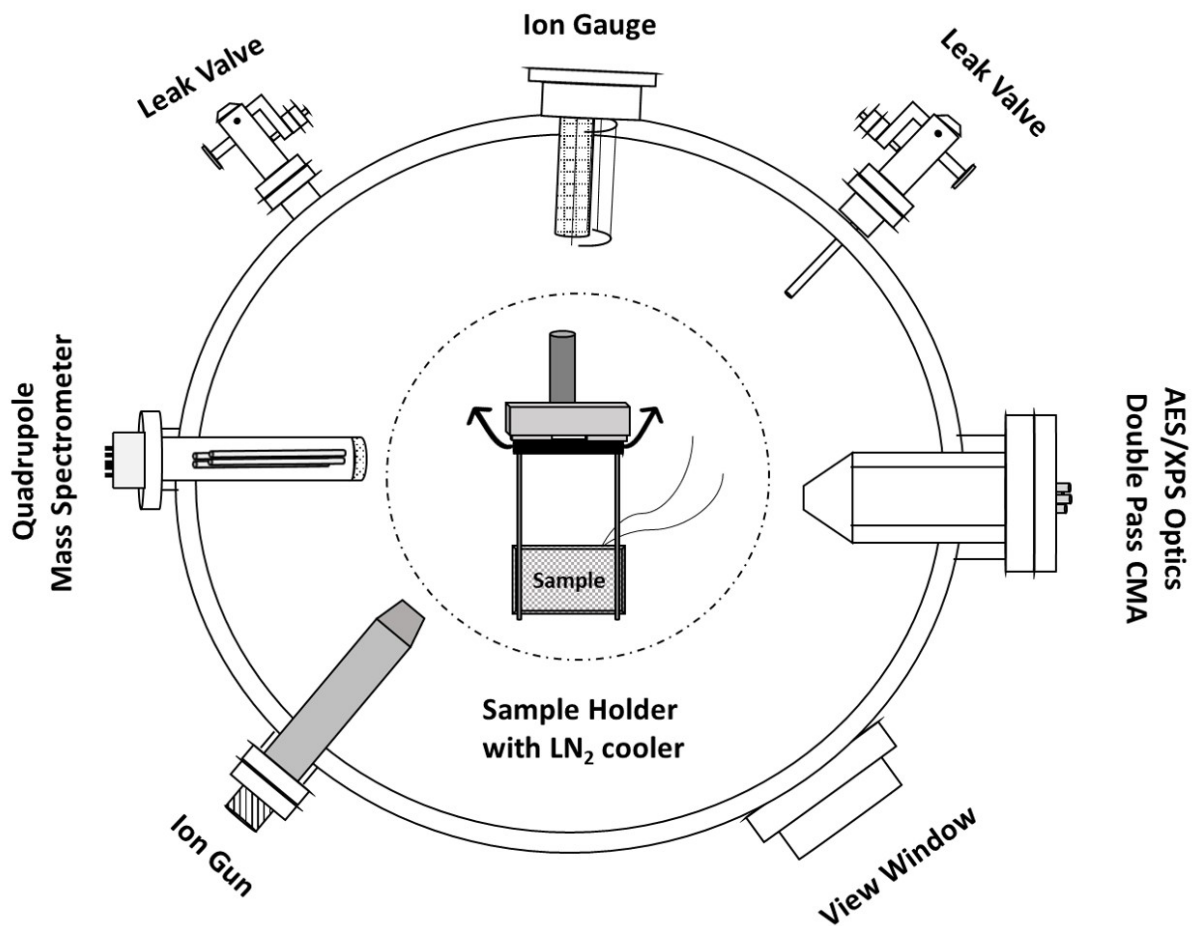 Ion Gauge
Leak Valve
Leak Valve
Quadrupole
Mass Spectrometer
AES/XPS Optics
Double Pass CMA
Sample
Sample Holder
with LN₂ cooler
Ion Gun
View Window